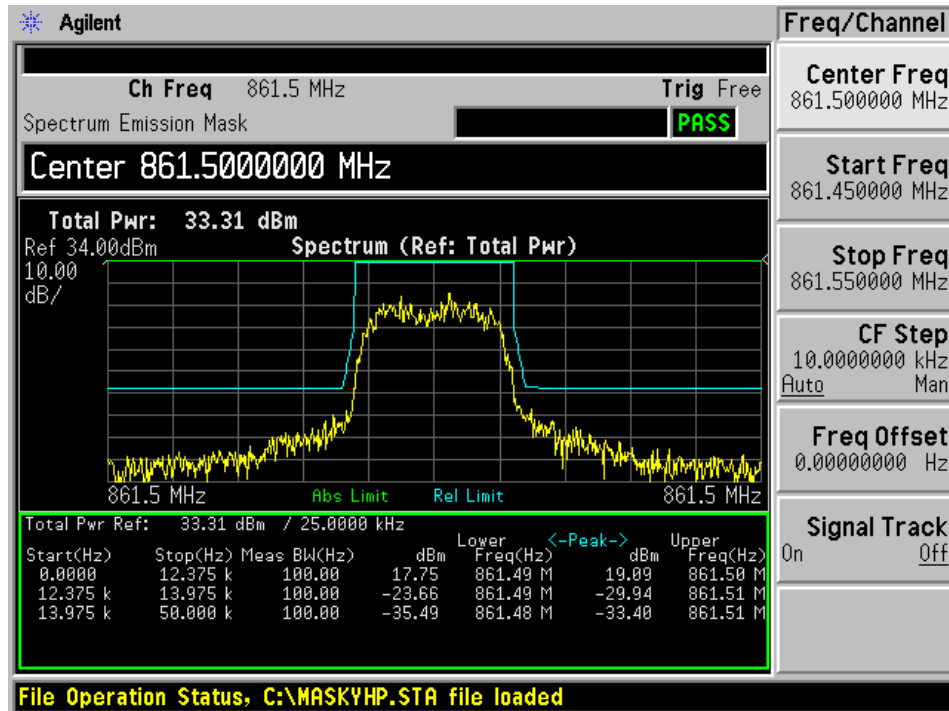 Agilent
Freq/Channel
Ch Freq 861.5 MHz Trig Free
Spectrum Emission Mask PASS
Center 861.5000000 MHz
Total Pwr: 33.31 dBm
Ref 34.00dBm Spectrum (Ref: Total Pwr)
10.00
dB/
861.5 MHz Abs Limit Rel Limit 861.5 MHz
Total Pwr Ref: 33.31 dBm / 25.0000 kHz
Lower <-Peak-> Upper
Start(Hz) Stop(Hz) Meas BW(Hz) dBm Freq(Hz) dBm Freq(Hz)
0.0000 12.375 k 100.00 17.75 861.49 M 19.09 861.50 M
12.375 k 13.975 k 100.00 -23.66 861.49 M -29.94 861.51 M
13.975 k 50.000 k 100.00 -35.49 861.48 M -33.40 861.51 M
File Operation Status, C:\MASKYHP.STA file loaded
Center Freq
861.500000 MHz
Start Freq
861.450000 MHz
Stop Freq
861.550000 MHz
CF Step
10.0000000 kHz
Auto Man
Freq Offset
0.00000000 Hz
Signal Track
On Off